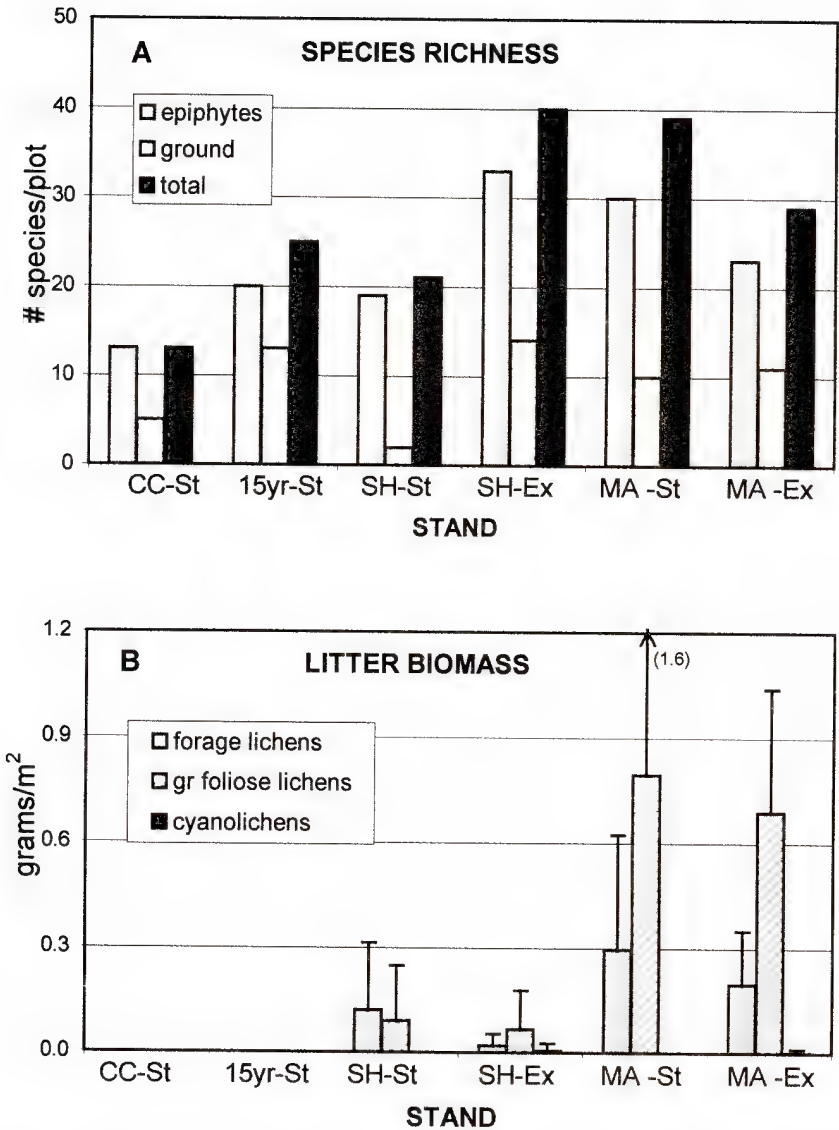 50
A SPECIES RICHNESS
40
epiphytes
ground
total
30
20
10
0
# species/plot
CC-St 15yr-St SH-St SH-Ex MA -St MA -Ex
STAND
1.2
B LITTER BIOMASS
(1.6)
0.9
forage lichens
gr foliose lichens
cyanolichens
0.6
0.3
0.0
grams/m²
CC-St 15yr-St SH-St SH-Ex MA -St MA -Ex
STAND